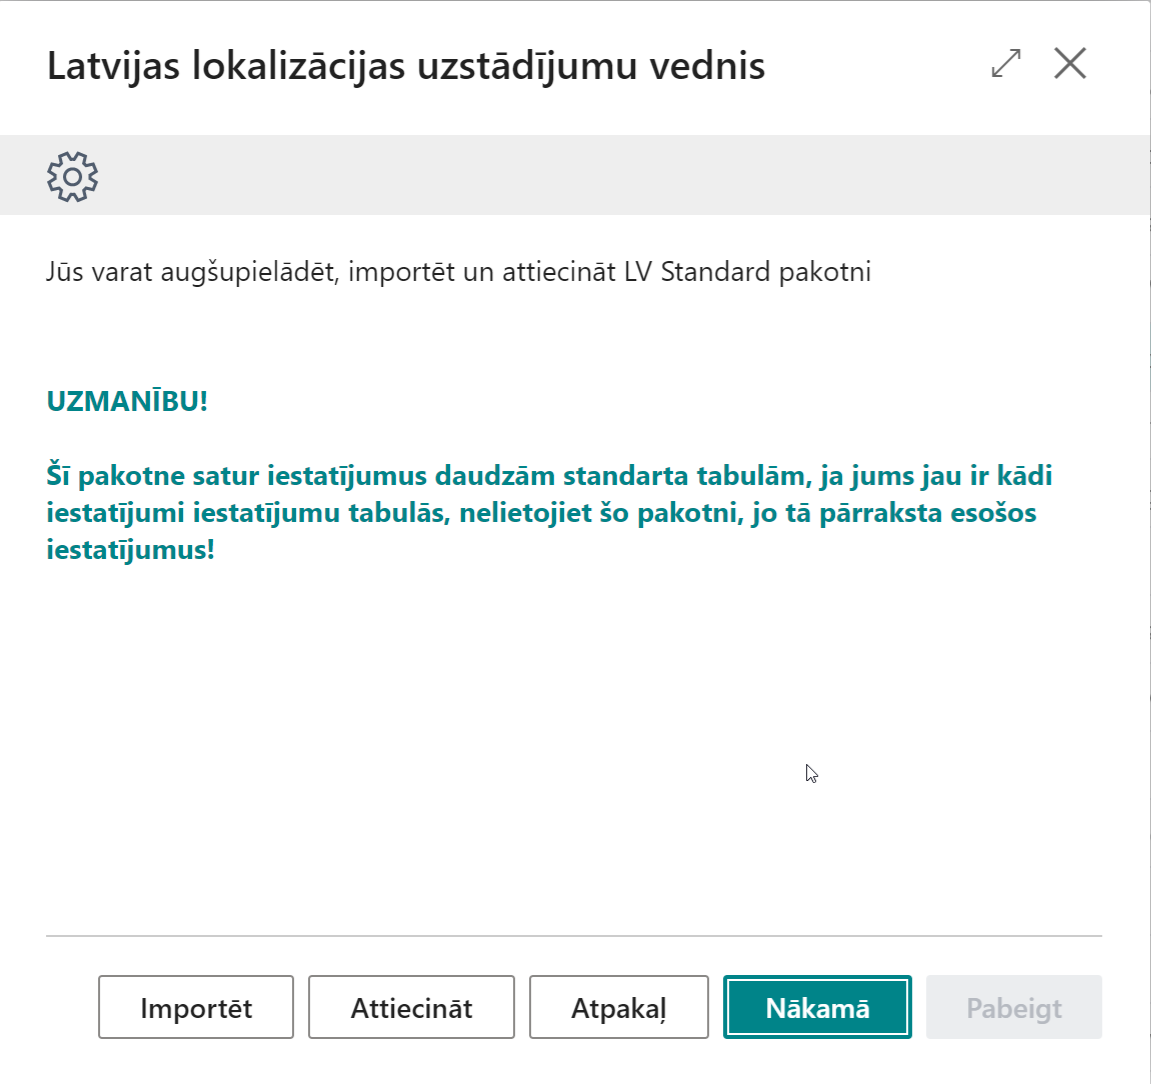 Latvijas lokalizācijas uzstādījumu vednis
Jūs varat augšupielādēt, importēt un attiecināt LV Standard pakotni
UZMANĪBU!
Šī pakotne satur iestatījumus daudzām standarta tabulām, ja jums jau ir kādi
iestatījumi iestatījumu tabulās, nelietojiet šo pakotni, jo tā pārraksta esošos
iestatījumus!
Importēt Attiecināt Atpakaļ Nākamā Pabeigt